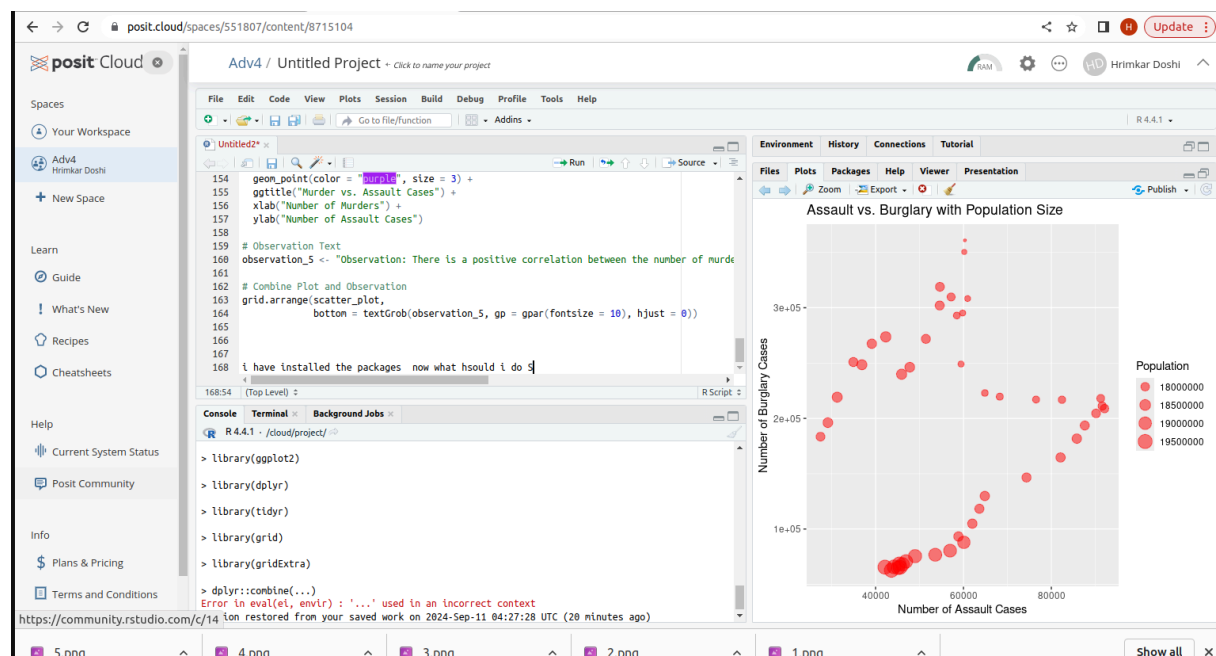 posit.cloud/spaces/551807/content/8715104
H
Update
posit Cloud
Adv4 / Untitled Project ← Click to name your project
RAM
HD
Hrimkar Doshi
Spaces
Your Workspace
Adv4
Hrimkar Doshi
New Space
Learn
Guide
What's New
Recipes
Cheatsheets
Help
Current System Status
Posit Community
Info
Plans & Pricing
Terms and Conditions
https://community.rstudio.com/c/14
File Edit Code View Plots Session Build Debug Profile Tools Help
Go to file/function
Addins
R 4.4.1
Untitled2*
Run
Source
154 geom_point(color = "purple", size = 3) +
155 ggtitle("Murder vs. Assault Cases") +
156 xlab("Number of Murders") +
157 ylab("Number of Assault Cases")
158
159 # Observation Text
160 observation_5 <- "Observation: There is a positive correlation between the number of murde
161
162 # Combine Plot and Observation
163 grid.arrange(scatter_plot,
164 bottom = textGrob(observation_5, gp = gpar(fontsize = 10), hjust = 0))
165
166
167
168 i have installed the packages now what hsould i do S
168:54 (Top Level) R Script
Console Terminal Background Jobs
R 4.4.1 · /cloud/project/
> library(ggplot2)
> library(dplyr)
> library(tidyr)
> library(grid)
> library(gridExtra)
> dplyr::combine(...)
Error in eval(ei, envir) : '...' used in an incorrect context
ion restored from your saved work on 2024-Sep-11 04:27:28 UTC (20 minutes ago)
Environment History Connections Tutorial
Files Plots Packages Help Viewer Presentation
Zoom Export Publish
Assault vs. Burglary with Population Size
Number of Burglary Cases
3e+05
2e+05
1e+05
40000 60000 80000
Number of Assault Cases
Population
18000000
18500000
19000000
19500000
5.png 4.png 3.png 2.png 1.png Show all